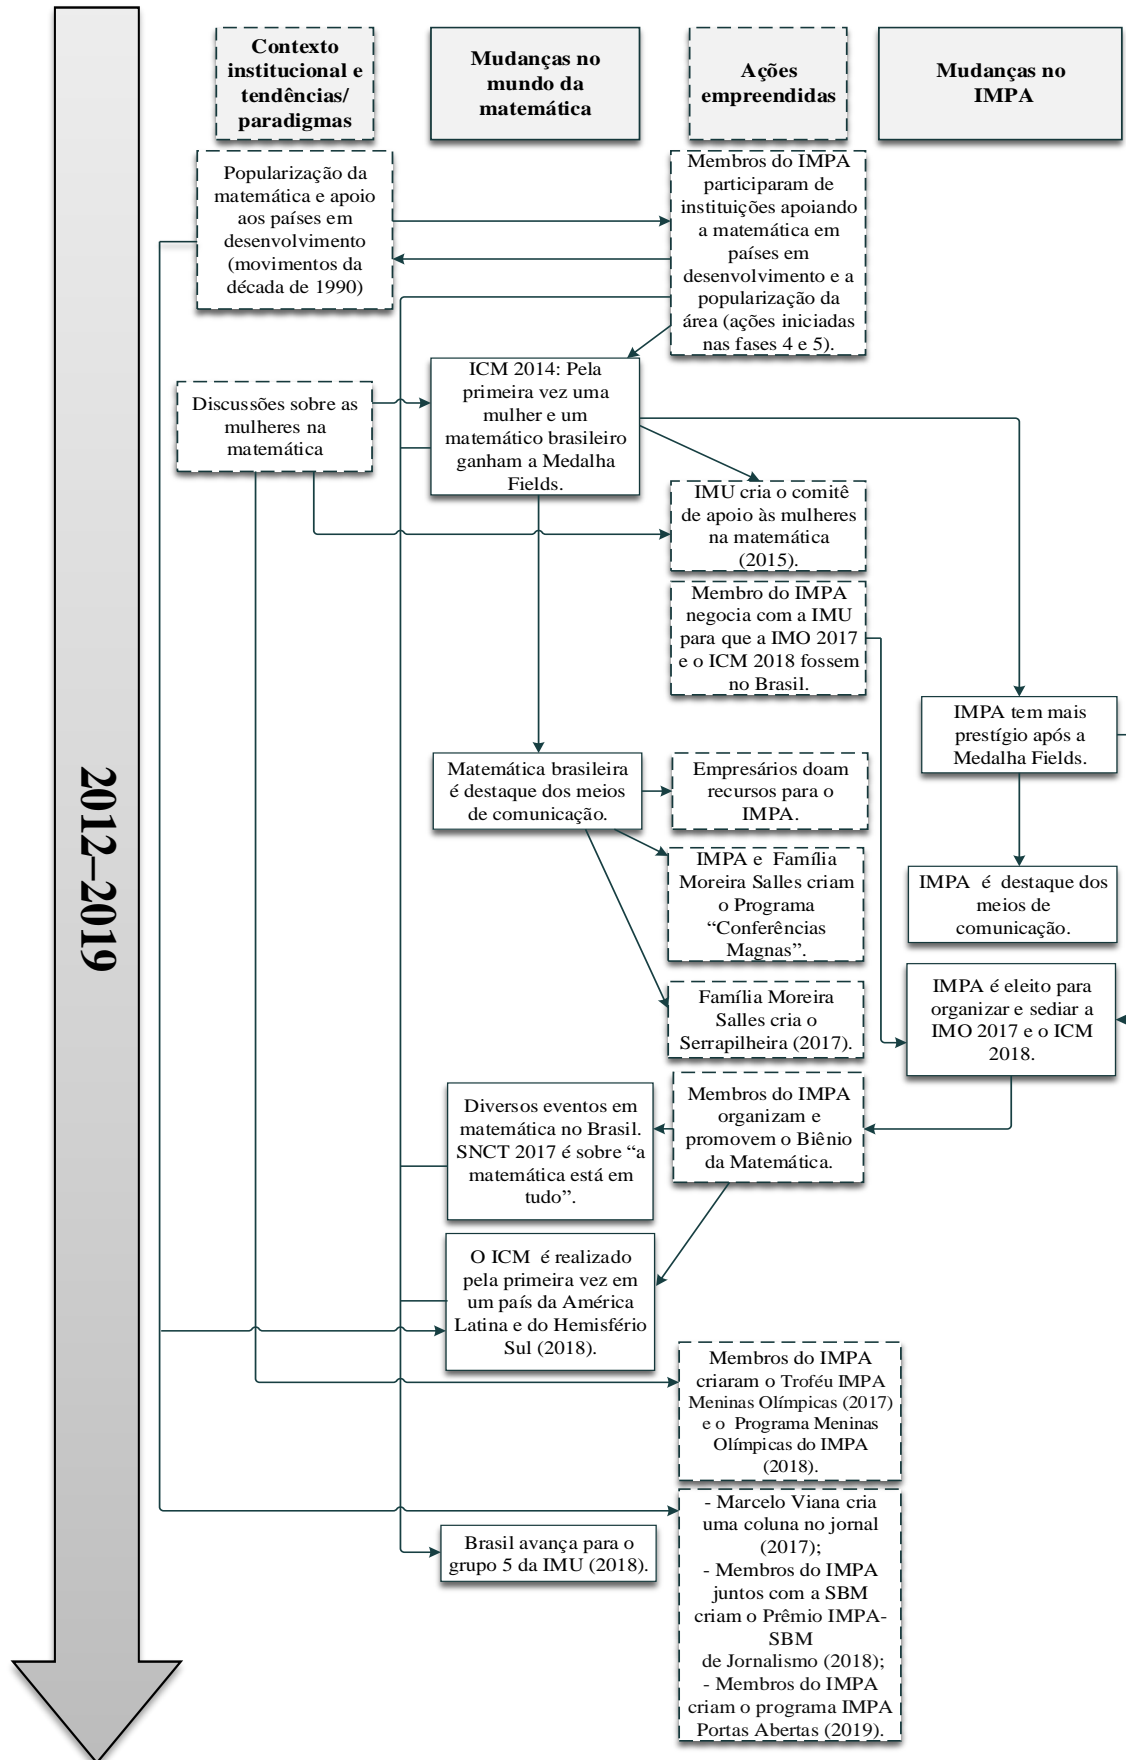 Contexto
institucional e
tendências/
paradigmas
Mudanças no
mundo da
matemática
Ações
empreendidas
Mudanças no
IMPA
Popularização da
matemática e apoio
aos países em
desenvolvimento
(movimentos da
década de 1990)
Membros do IMPA
participaram de
instituições apoiando
a matemática em
países em
desenvolvimento e a
popularização da
área (ações iniciadas
nas fases 4 e 5).
ICM 2014: Pela
primeira vez uma
mulher e um
matemático brasileiro
ganham a Medalha
Fields.
Discussões sobre as
mulheres na
matemática
IMU cria o comitê
de apoio às mulheres
na matemática
(2015).
Membro do IMPA
negocia com a IMU
para que a IMO 2017
e o ICM 2018 fossem
no Brasil.
IMPA tem mais
prestígio após a
Medalha Fields.
2012–2019
Matemática brasileira
é destaque dos meios
de comunicação.
Empresários doam
recursos para o
IMPA.
IMPA e Família
Moreira Salles criam
o Programa
“Conferências
Magnas”.
IMPA é destaque dos
meios de
comunicação.
Família Moreira
Salles cria o
Serrapilheira (2017).
IMPA é eleito para
organizar e sediar a
IMO 2017 e o ICM
2018.
Membros do IMPA
organizam e
promovem o Biênio
da Matemática.
Diversos eventos em
matemática no Brasil.
SNCT 2017 é sobre “a
matemática está em
tudo”.
O ICM é realizado
pela primeira vez em
um país da América
Latina e do Hemisfério
Sul (2018).
Membros do IMPA
criaram o Troféu IMPA
Meninas Olímpicas (2017)
e o Programa Meninas
Olímpicas do IMPA
(2018).
- Marcelo Viana cria
uma coluna no jornal
(2017);
- Membros do IMPA
juntos com a SBM
criam o Prêmio IMPA-
SBM
de Jornalismo (2018);
- Membros do IMPA
criam o programa IMPA
Portas Abertas (2019).
Brasil avança para o
grupo 5 da IMU (2018).